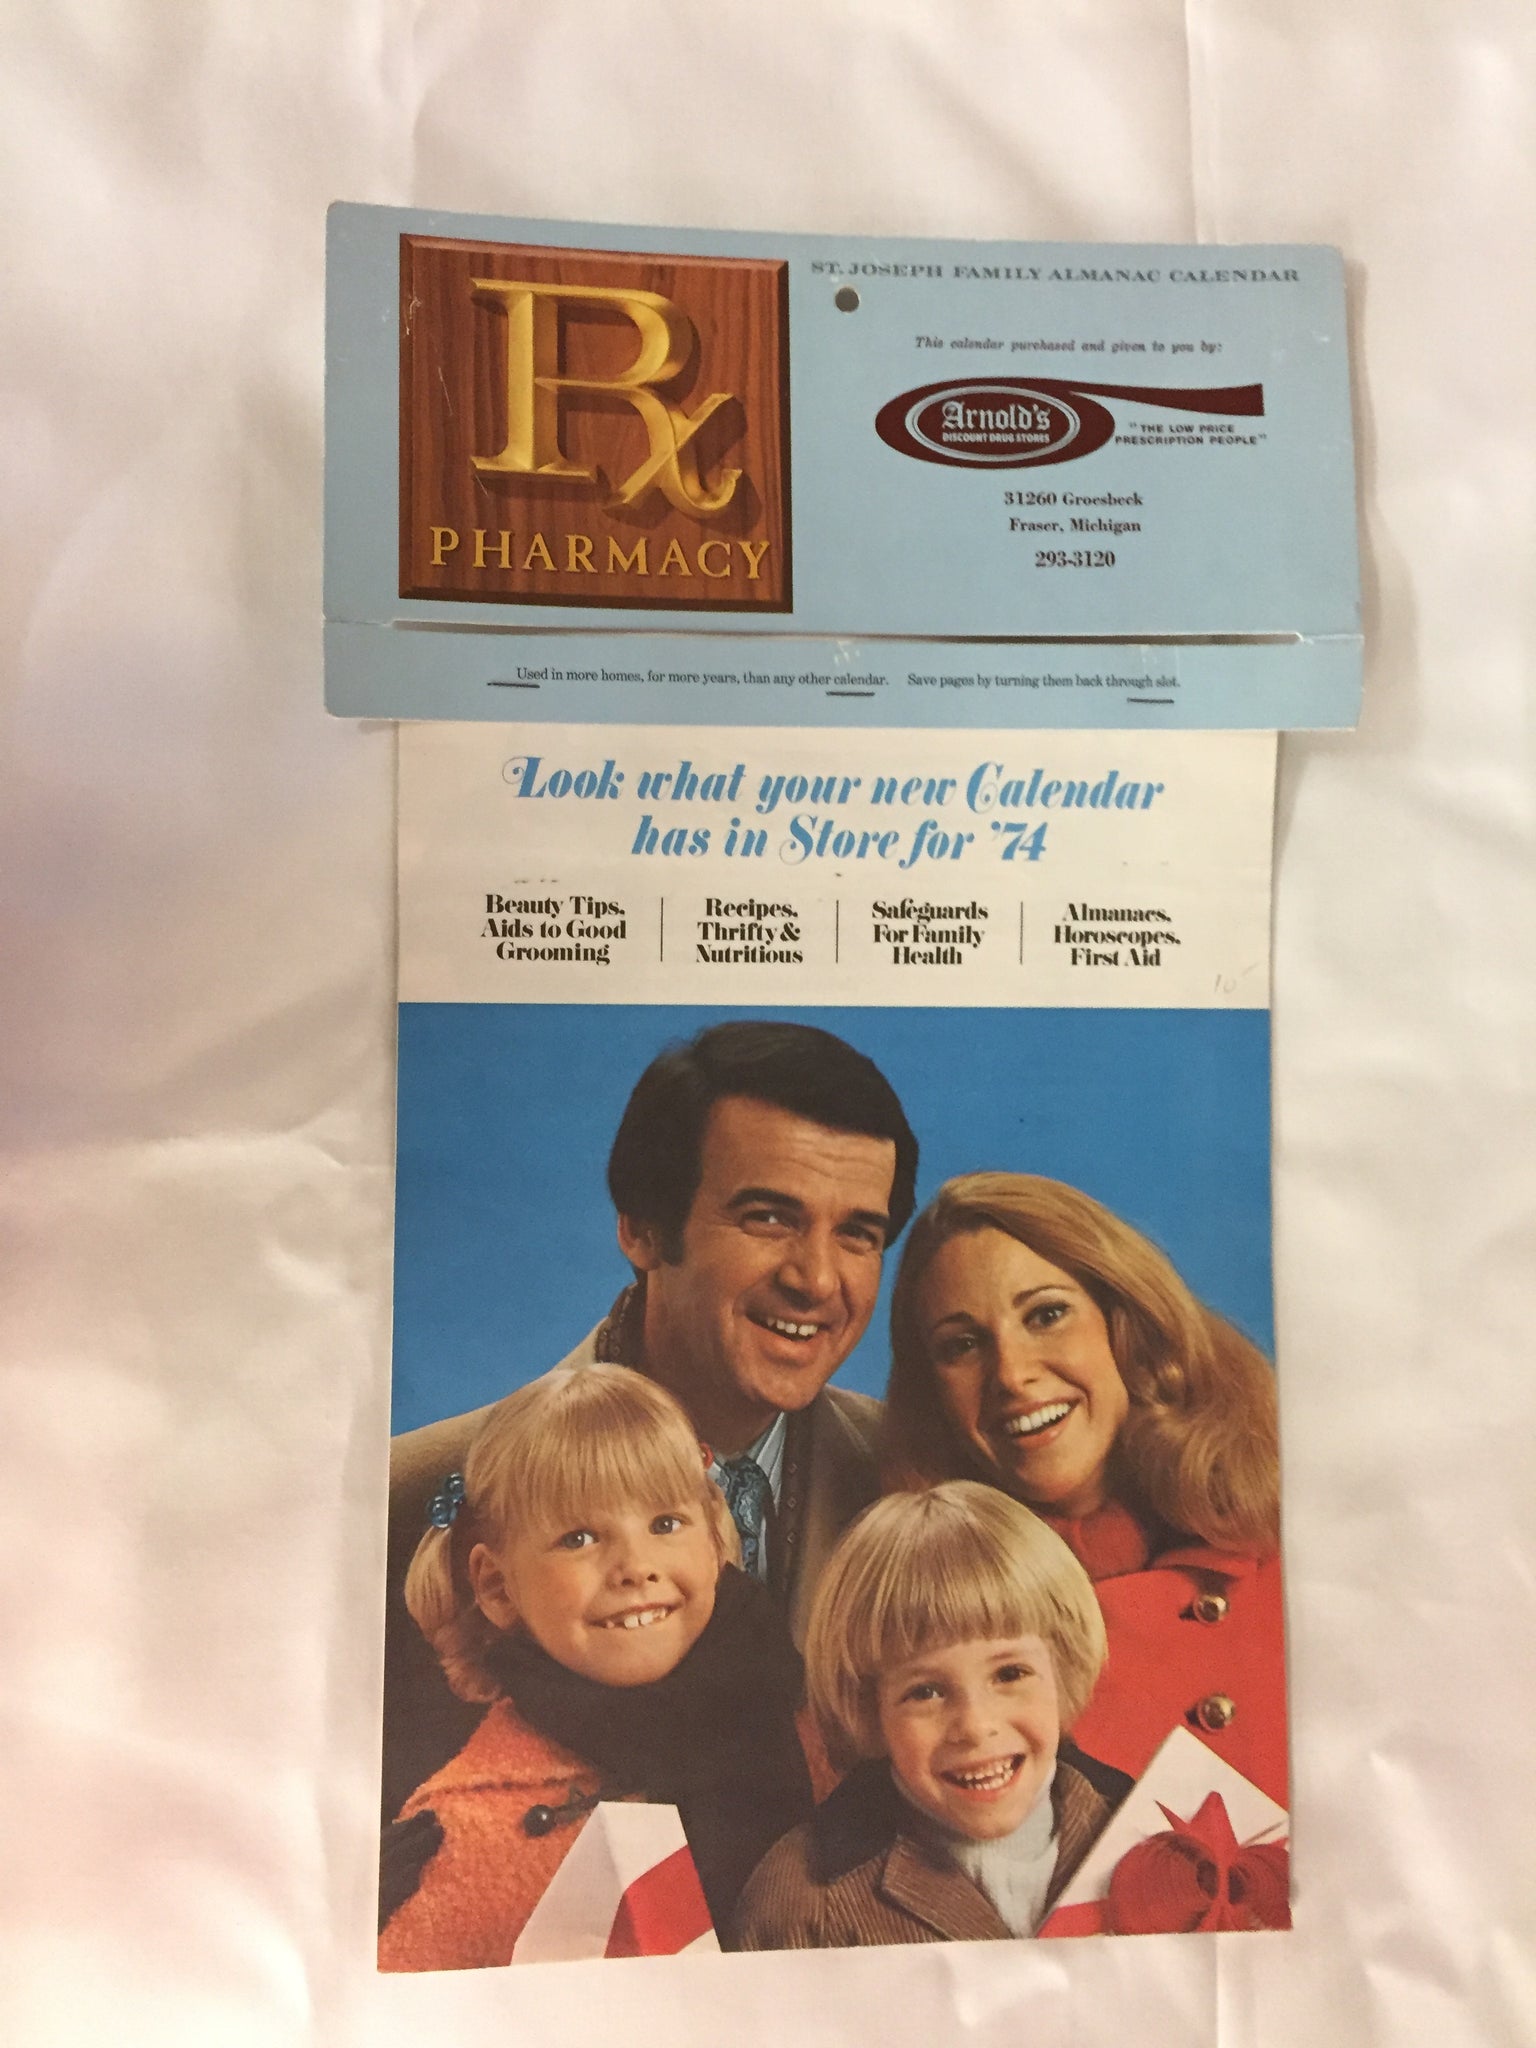 Rx
PHARMACY
ST. JOSEPH FAMILY ALMANAC CALENDAR
This calendar purchased and given to you by:
Arnold's
DISCOUNT DRUG STORES
"THE LOW PRICE
PRESCRIPTION PEOPLE"
31260 Groesbeck
Fraser, Michigan
293-3120
Used in more homes, for more years, than any other calendar. Save pages by turning them back through slot.
Look what your new Calendar
has in Store for '74
Beauty Tips,
Aids to Good
Grooming
Recipes,
Thrifty &
Nutritious
Safeguards
For Family
Health
Almanacs,
Horoscopes,
First Aid
10